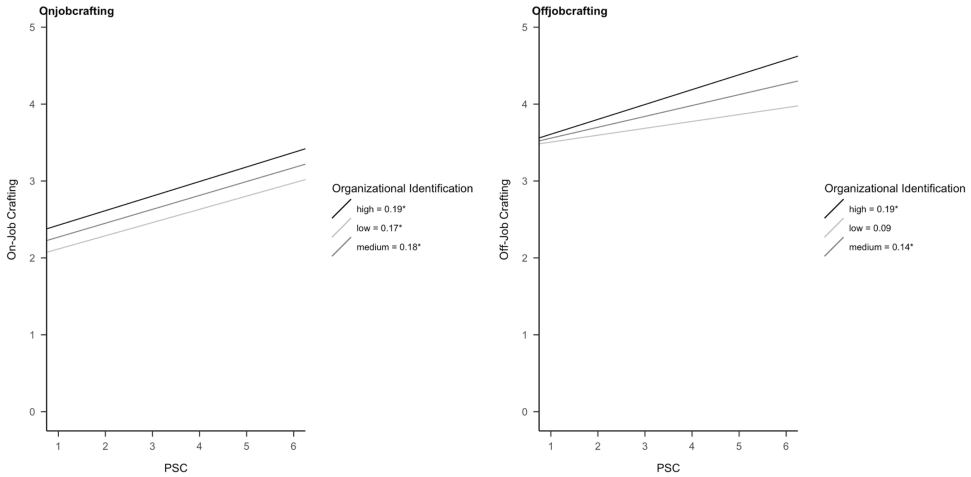 Onjobcrafting
5
4
3
2
1
0
On-Job Crafting
1 2 3 4 5 6
PSC
Organizational Identification
high = 0.19*
low = 0.17*
medium = 0.18*
Offjobcrafting
5
4
3
2
1
0
Off-Job Crafting
1 2 3 4 5 6
PSC
Organizational Identification
high = 0.19*
low = 0.09
medium = 0.14*